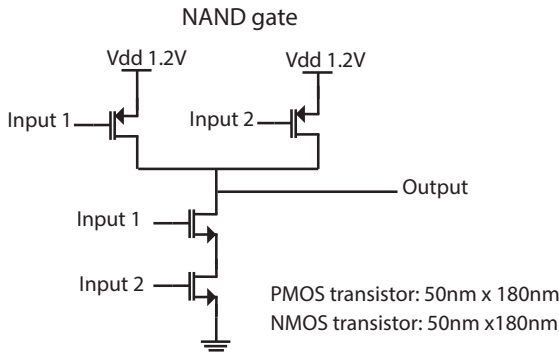 NAND gate
Vdd 1.2V
Vdd 1.2V
Input 1
Input 2
Output
Input 1
Input 2
PMOS transistor: 50nm x 180nm
NMOS transistor: 50nm x180nm